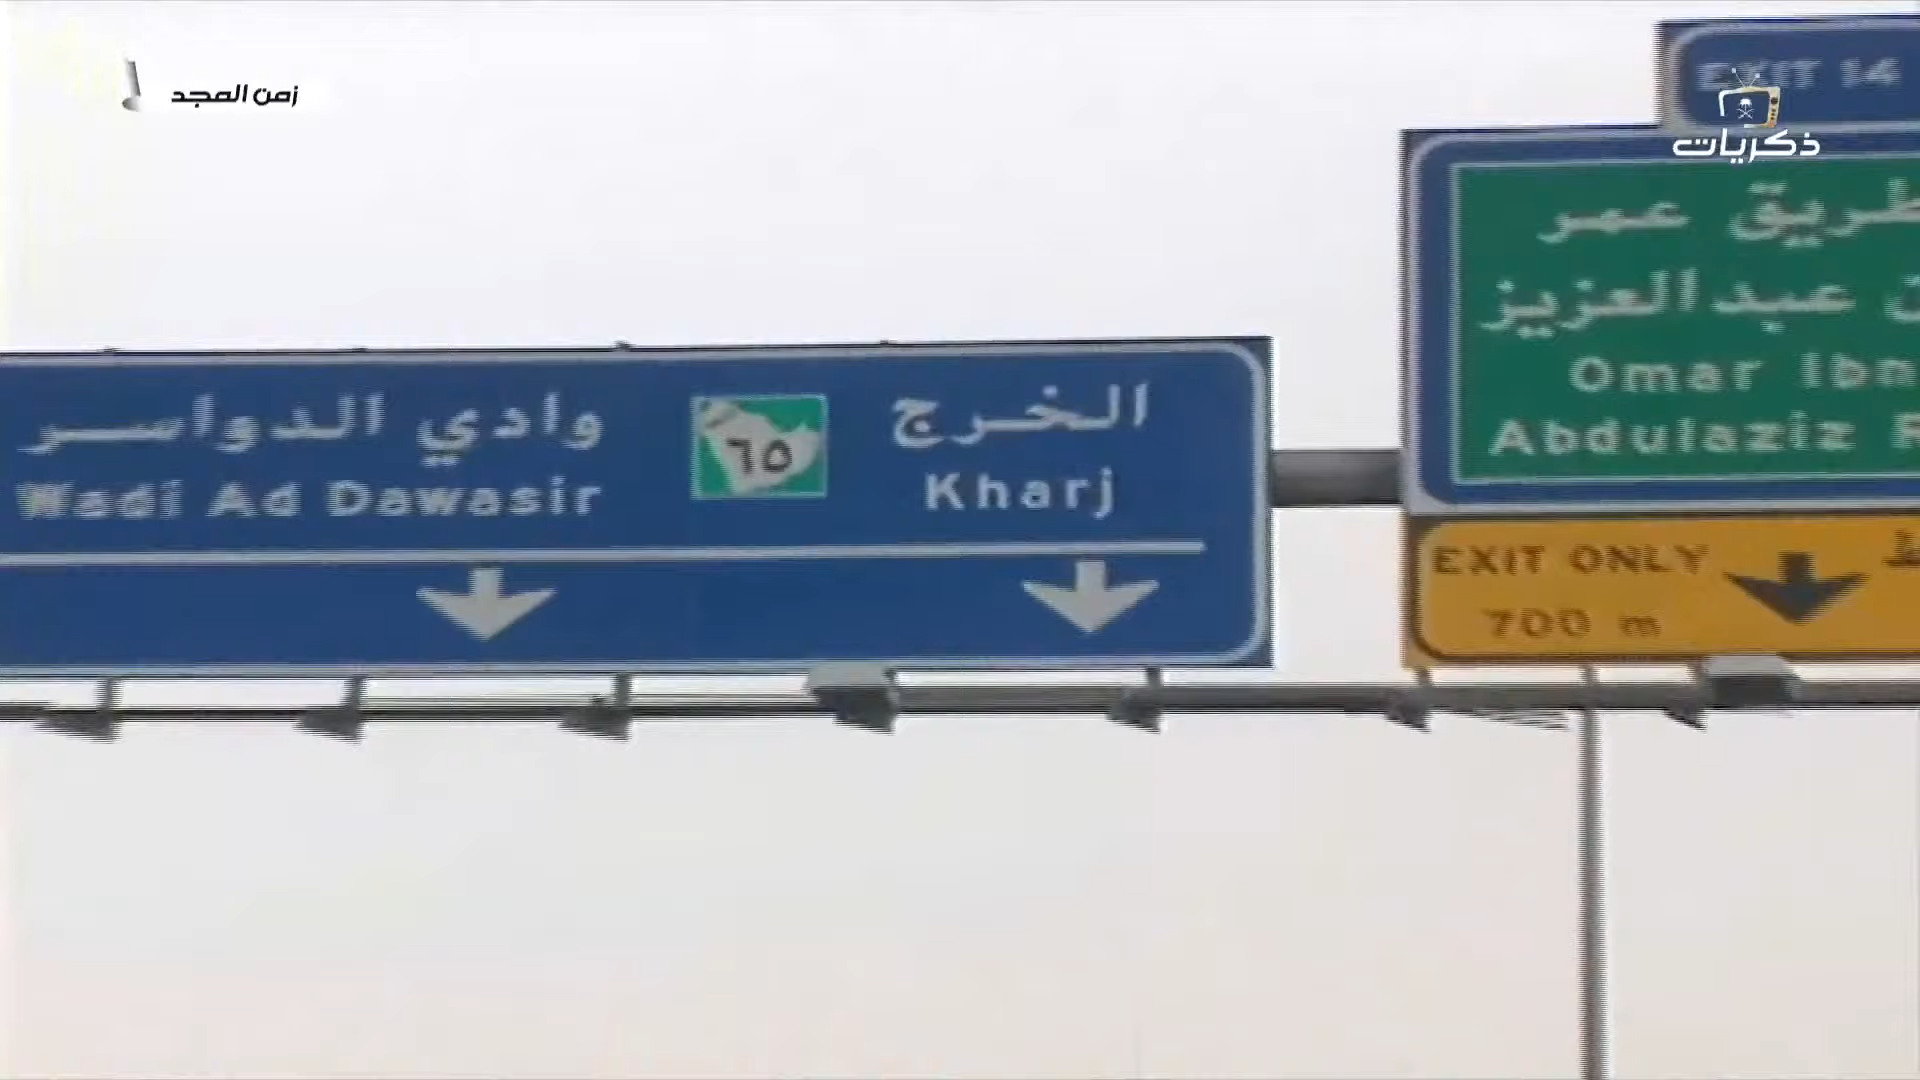 زمن المجد
ذكريات
EXIT 14
طريق عمر
عبد العزيز
Omar Ibn
Abdulaziz
EXIT ONLY
700 m
الخرج
٦٥
وادي الدواسر
Kharj
Wadi Ad Dawasir